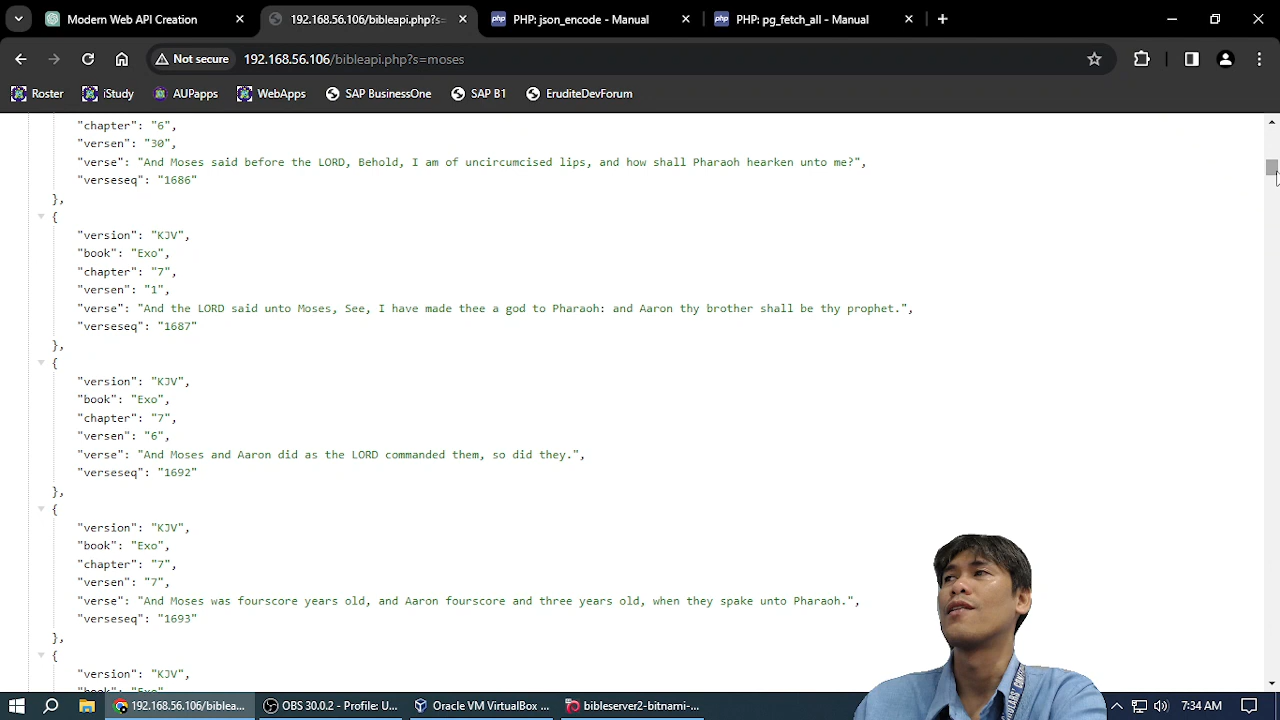 Modern Web API Creation
192.168.56.106/bibleapi.php?s=
PHP: json_encode - Manual
PHP: pg_fetch_all - Manual
Not secure
192.168.56.106/bibleapi.php?s=moses
Roster
iStudy
AUPapps
WebApps
SAP BusinessOne
SAP B1
EruditeDevForum
"chapter": "6",
"versen": "30",
"verse": "And Moses said before the LORD, Behold, I am of uncircumcised lips, and how shall Pharaoh hearken unto me?",
"verseseq": "1686"
},
{
"version": "KJV",
"book": "Exo",
"chapter": "7",
"versen": "1",
"verse": "And the LORD said unto Moses, See, I have made thee a god to Pharaoh: and Aaron thy brother shall be thy prophet.",
"verseseq": "1687"
},
{
"version": "KJV",
"book": "Exo",
"chapter": "7",
"versen": "6",
"verse": "And Moses and Aaron did as the LORD commanded them, so did they.",
"verseseq": "1692"
},
{
"version": "KJV",
"book": "Exo",
"chapter": "7",
"versen": "7",
"verse": "And Moses was fourscore years old, and Aaron fourscore and three years old, when they spake unto Pharaoh.",
"verseseq": "1693"
},
{
"version": "KJV",
"book": "Exo",
192.168.56.106/biblea...
OBS 30.0.2 - Profile: U...
Oracle VM VirtualBox ...
bibleserver2-bitnami-...
7:34 AM